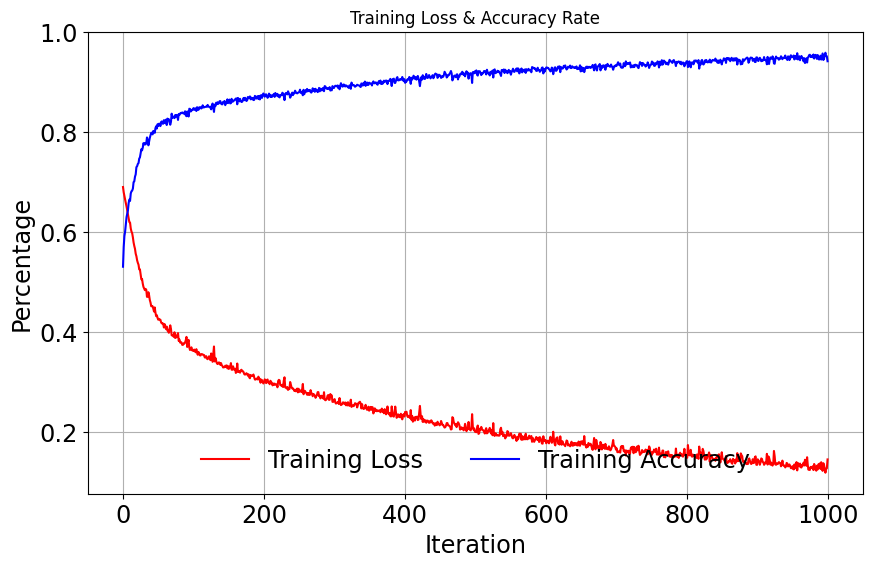 Training Loss & Accuracy Rate
1.0
0.8
0.6
0.4
0.2
Percentage
Training Loss
Training Accuracy
0 200 400 600 800 1000
Iteration